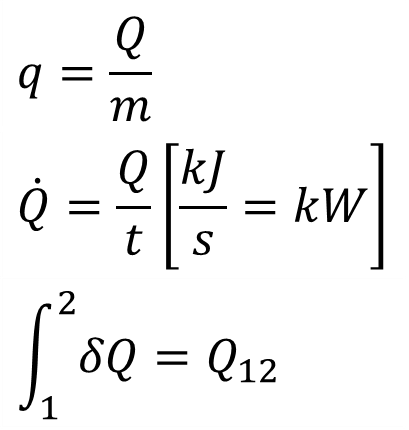 q = Q/m
Q̇ = Q/t [kJ/s = kW]
∫₁² δQ = Q₁₂